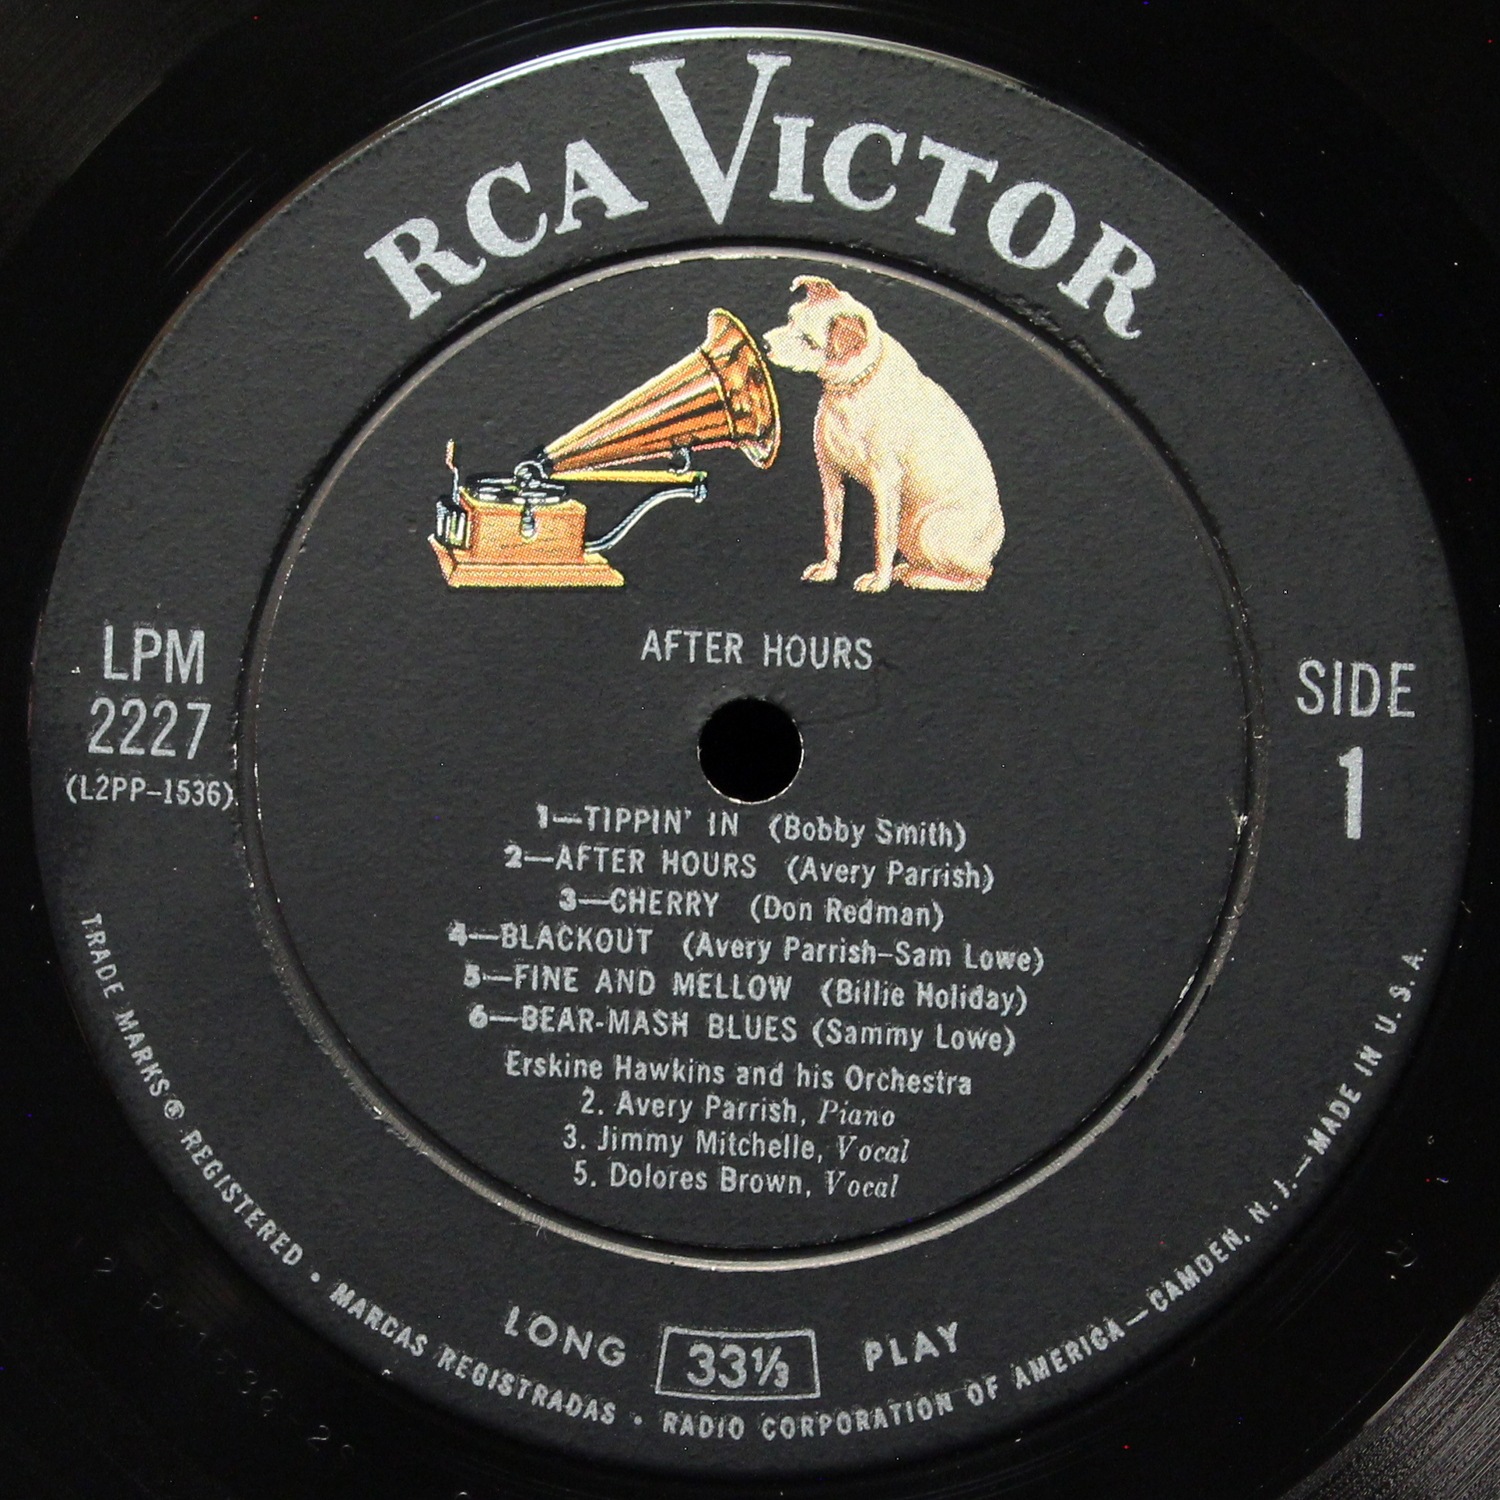 RCA VICTOR
AFTER HOURS
LPM
2227
(L2PP-1536)
SIDE
1
1—TIPPIN' IN (Bobby Smith)
2—AFTER HOURS (Avery Parrish)
3—CHERRY (Don Redman)
4—BLACKOUT (Avery Parrish-Sam Lowe)
5—FINE AND MELLOW (Billie Holiday)
6—BEAR-MASH BLUES (Sammy Lowe)
Erskine Hawkins and his Orchestra
2. Avery Parrish, Piano
3. Jimmy Mitchelle, Vocal
5. Dolores Brown, Vocal
LONG 33⅓ PLAY
TRADE MARKS® REGISTERED • MARCAS REGISTRADAS • RADIO CORPORATION OF AMERICA—CAMDEN, N. J.—MADE IN U. S. A.